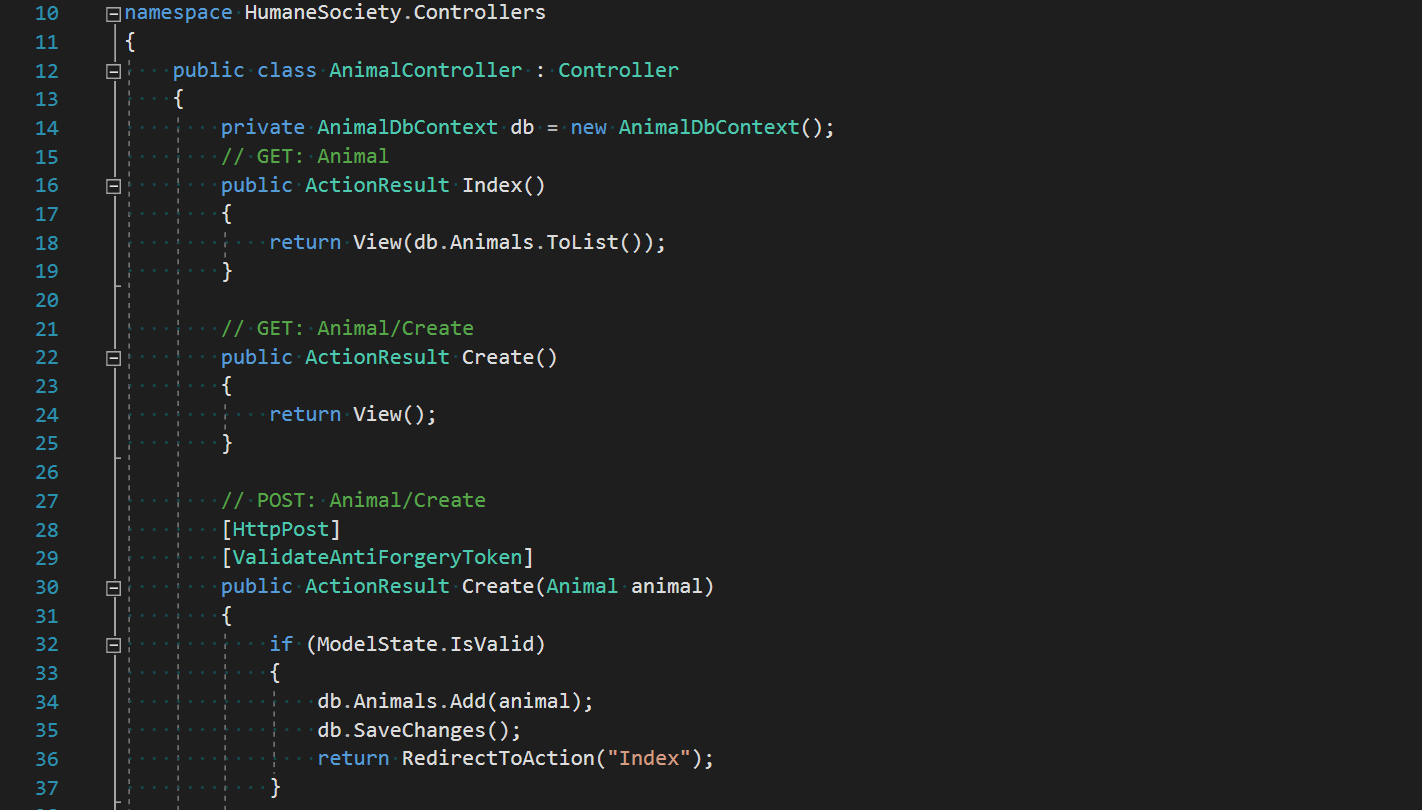 10 namespace HumaneSociety.Controllers
11 {
12     public class AnimalController : Controller
13     {
14         private AnimalDbContext db = new AnimalDbContext();
15         // GET: Animal
16         public ActionResult Index()
17         {
18             return View(db.Animals.ToList());
19         }
20
21         // GET: Animal/Create
22         public ActionResult Create()
23         {
24             return View();
25         }
26
27         // POST: Animal/Create
28         [HttpPost]
29         [ValidateAntiForgeryToken]
30         public ActionResult Create(Animal animal)
31         {
32             if (ModelState.IsValid)
33             {
34                 db.Animals.Add(animal);
35                 db.SaveChanges();
36                 return RedirectToAction("Index");
37             }